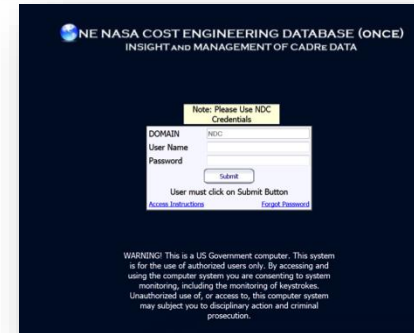 NE NASA COST ENGINEERING DATABASE (ONCE)
INSIGHT AND MANAGEMENT OF CADRE DATA
Note: Please Use NDC
Credentials
DOMAIN NDC
User Name
Password
Submit
User must click on Submit Button
Access Instructions Forgot Password
WARNING! This is a US Government computer. This system
is for the use of authorized users only. By accessing and
using the computer system you are consenting to system
monitoring, including the monitoring of keystrokes.
Unauthorized use of, or access to, this computer system
may subject you to disciplinary action and criminal
prosecution.